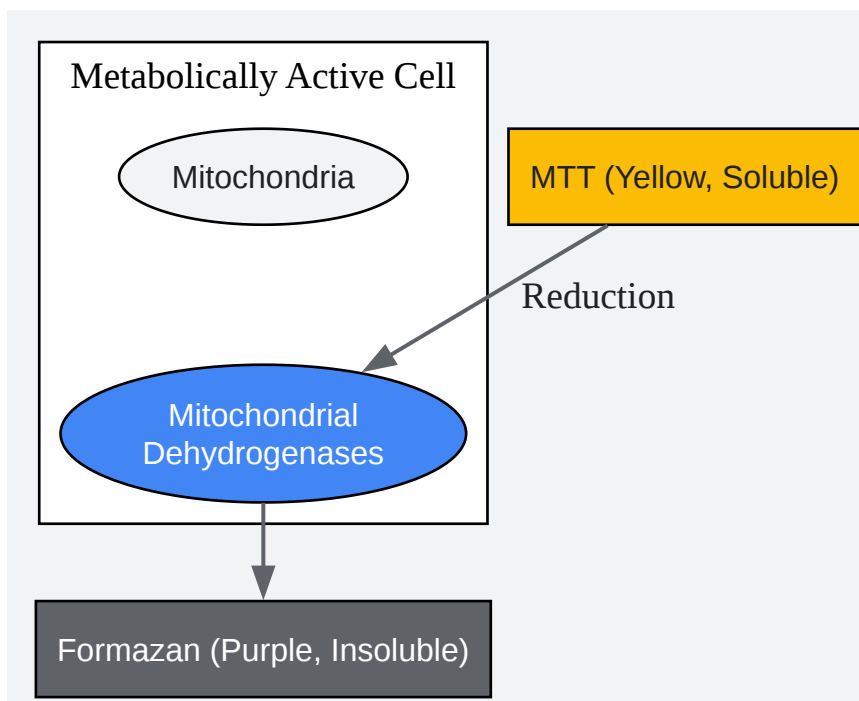 Metabolically Active Cell
Mitochondria
MTT (Yellow, Soluble)
Reduction
Mitochondrial
Dehydrogenases
Formazan (Purple, Insoluble)